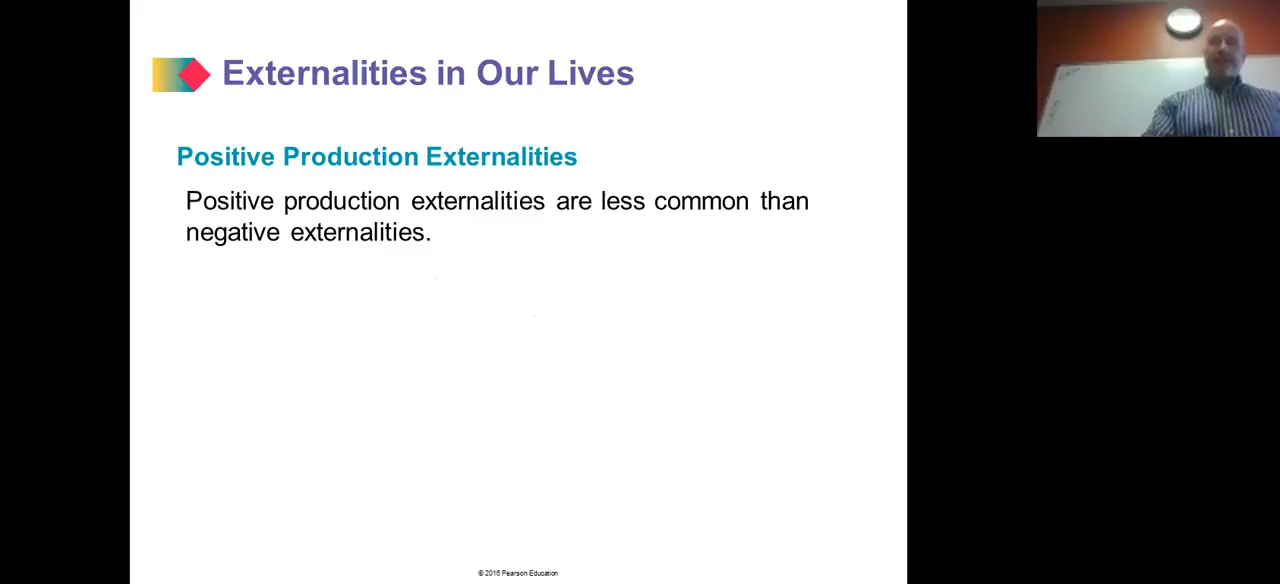 Externalities in Our Lives
Positive Production Externalities
Positive production externalities are less common than
negative externalities.
© 2016 Pearson Education